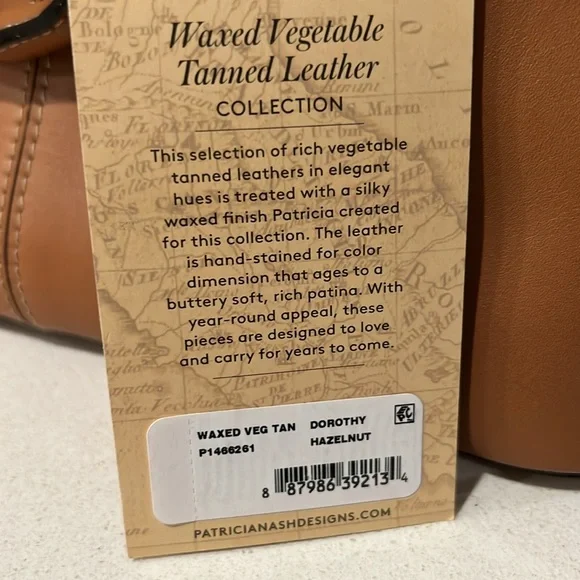 Waxed Vegetable
Tanned Leather
COLLECTION
This selection of rich vegetable
tanned leathers in elegant
hues is treated with a silky
waxed finish Patricia created
for this collection. The leather
is hand-stained for color
dimension that ages to a
buttery soft, rich patina. With
year-round appeal, these
pieces are designed to love
and carry for years to come.
WAXED VEG TAN DOROTHY
P1466261 HAZELNUT
8 87986 39213 4
PATRICIANASHDESIGNS.COM